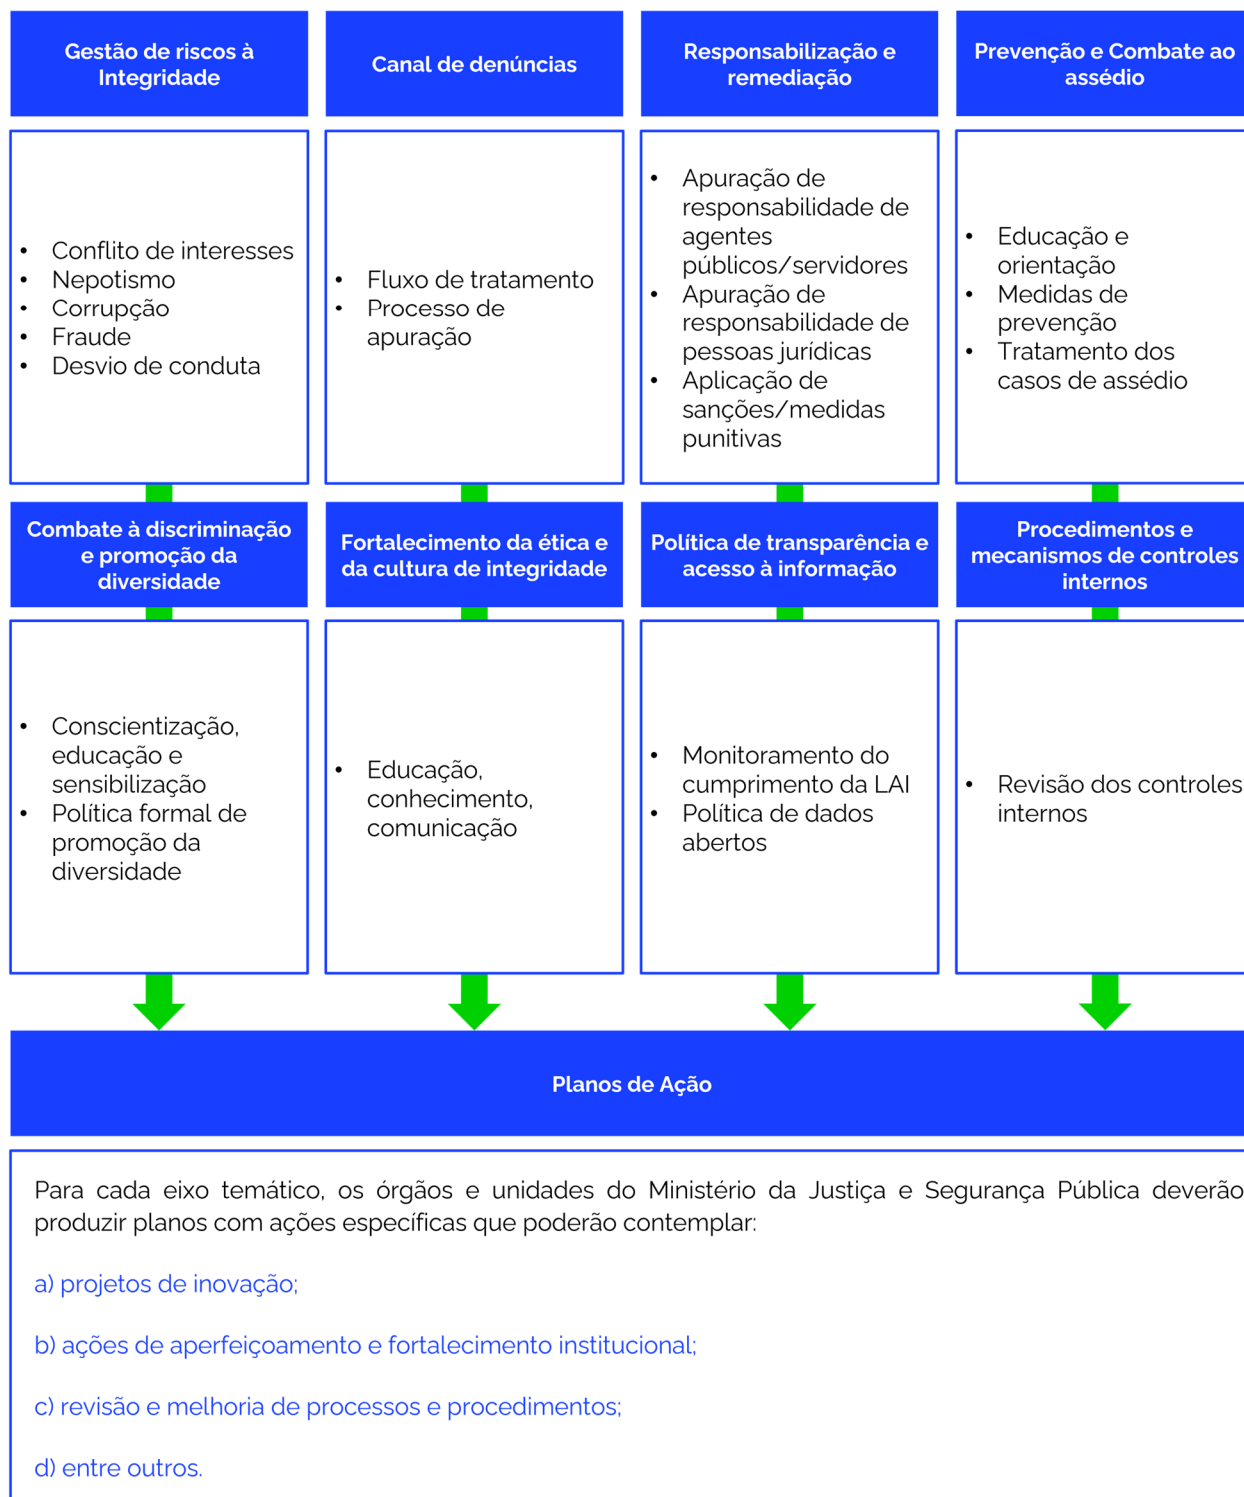 Gestão de riscos à
Integridade
Canal de denúncias
Responsabilização e
remediação
Prevenção e Combate ao
assédio
• Conflito de interesses
• Nepotismo
• Corrupção
• Fraude
• Desvio de conduta
• Fluxo de tratamento
• Processo de
apuração
• Apuração de
responsabilidade de
agentes
públicos/servidores
• Apuração de
responsabilidade de
pessoas jurídicas
• Aplicação de
sanções/medidas
punitivas
• Educação e
orientação
• Medidas de
prevenção
• Tratamento dos
casos de assédio
Combate à discriminação
e promoção da
diversidade
Fortalecimento da ética e
da cultura de integridade
Política de transparência e
acesso à informação
Procedimentos e
mecanismos de controles
internos
• Conscientização,
educação e
sensibilização
• Política formal de
promoção da
diversidade
• Educação,
conhecimento,
comunicação
• Monitoramento do
cumprimento da LAI
• Política de dados
abertos
• Revisão dos controles
internos
Planos de Ação
Para cada eixo temático, os órgãos e unidades do Ministério da Justiça e Segurança Pública deverão
produzir planos com ações específicas que poderão contemplar:
a) projetos de inovação;
b) ações de aperfeiçoamento e fortalecimento institucional;
c) revisão e melhoria de processos e procedimentos;
d) entre outros.